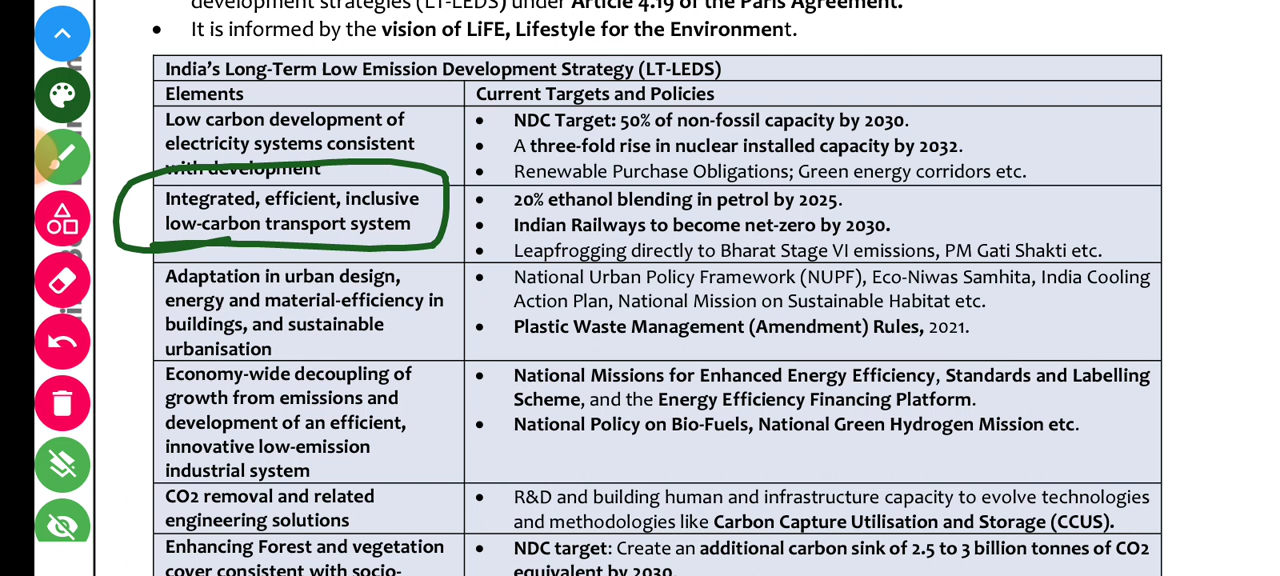 development strategies (LT-LEDS) under Article 4.19 of the Paris Agreement.
• It is informed by the vision of LiFE, Lifestyle for the Environment.
India's Long-Term Low Emission Development Strategy (LT-LEDS)
Elements
Current Targets and Policies
Low carbon development of
electricity systems consistent
with development
• NDC Target: 50% of non-fossil capacity by 2030.
• A three-fold rise in nuclear installed capacity by 2032.
• Renewable Purchase Obligations; Green energy corridors etc.
Integrated, efficient, inclusive
low-carbon transport system
• 20% ethanol blending in petrol by 2025.
• Indian Railways to become net-zero by 2030.
• Leapfrogging directly to Bharat Stage VI emissions, PM Gati Shakti etc.
Adaptation in urban design,
energy and material-efficiency in
buildings, and sustainable
urbanisation
• National Urban Policy Framework (NUPF), Eco-Niwas Samhita, India Cooling
Action Plan, National Mission on Sustainable Habitat etc.
• Plastic Waste Management (Amendment) Rules, 2021.
Economy-wide decoupling of
growth from emissions and
development of an efficient,
innovative low-emission
industrial system
• National Missions for Enhanced Energy Efficiency, Standards and Labelling
Scheme, and the Energy Efficiency Financing Platform.
• National Policy on Bio-Fuels, National Green Hydrogen Mission etc.
CO2 removal and related
engineering solutions
• R&D and building human and infrastructure capacity to evolve technologies
and methodologies like Carbon Capture Utilisation and Storage (CCUS).
Enhancing Forest and vegetation
cover consistent with socio-
• NDC target: Create an additional carbon sink of 2.5 to 3 billion tonnes of CO2
equivalent by 2030.